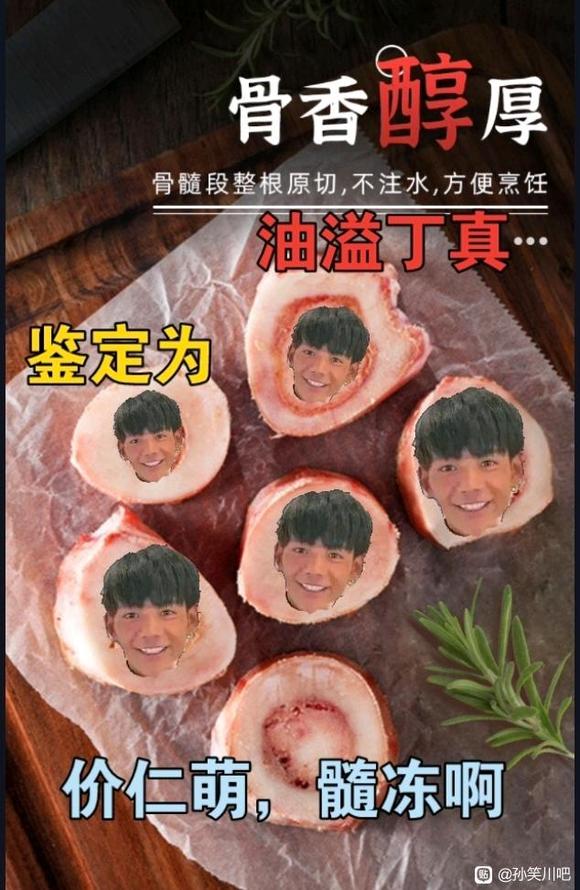 骨香醇厚
骨髓段整根原切,不注水,方便烹饪
油溢丁真…
鉴定为
价仁萌，髓冻啊
贴 @孙笑川吧